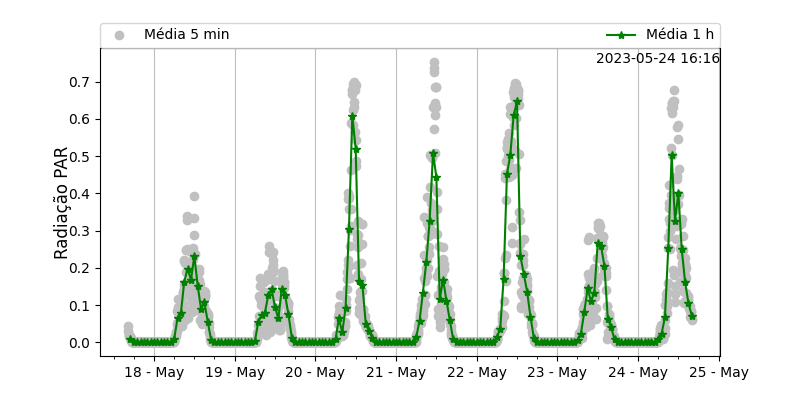 Média 5 min
Média 1 h
2023-05-24 16:16
Radiação PAR
0.7
0.6
0.5
0.4
0.3
0.2
0.1
0.0
18 - May
19 - May
20 - May
21 - May
22 - May
23 - May
24 - May
25 - May